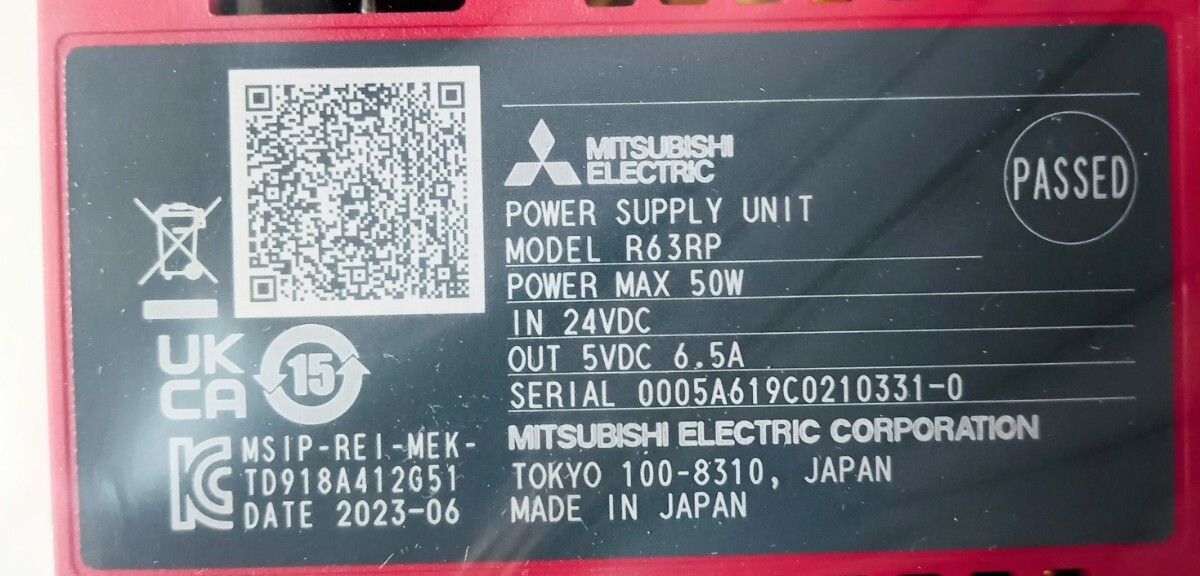 MITSUBISHI
ELECTRIC
PASSED
POWER SUPPLY UNIT
MODEL R63RP
POWER MAX 50W
IN 24VDC
OUT 5VDC 6.5A
SERIAL 0005A619C0210331-0
MITSUBISHI ELECTRIC CORPORATION
TOKYO 100-8310, JAPAN
MADE IN JAPAN
UK
CA
15
MSIP-REI-MEK-
TD918A412G51
DATE 2023-06